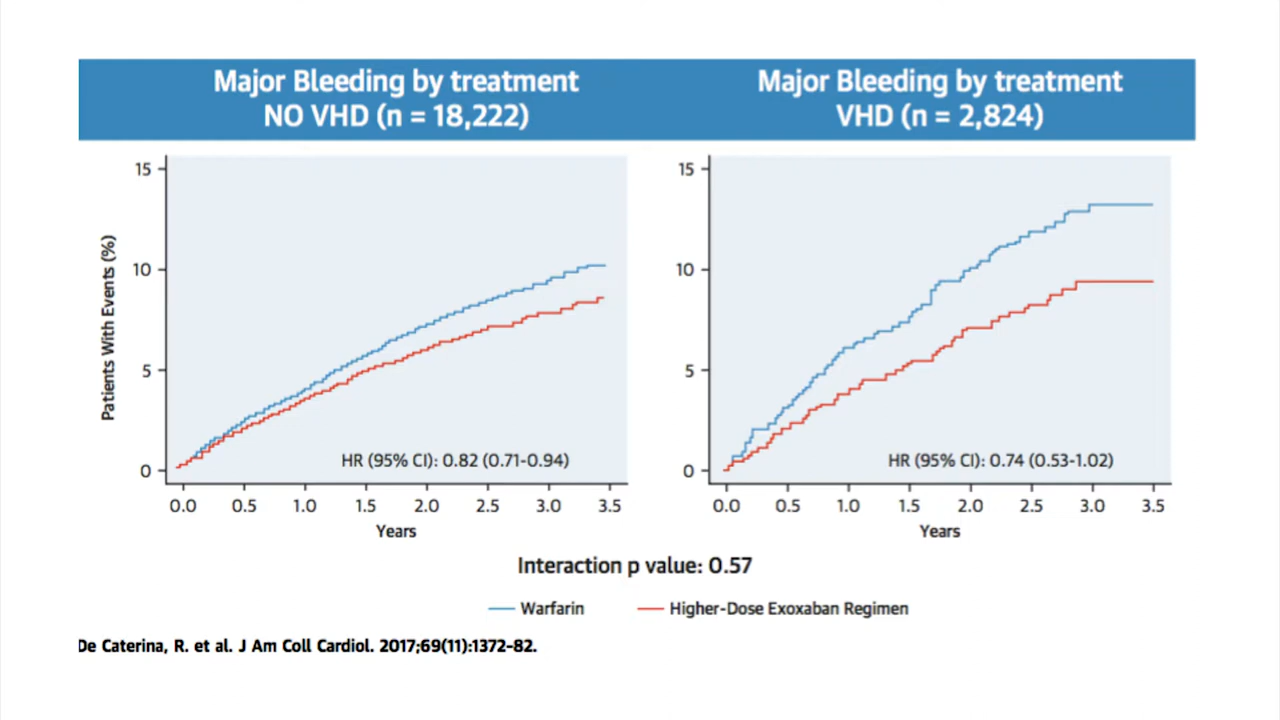 Major Bleeding by treatment
NO VHD (n = 18,222)
Major Bleeding by treatment
VHD (n = 2,824)
Patients With Events (%)
15
10
5
0
HR (95% CI): 0.82 (0.71-0.94)
0.0 0.5 1.0 1.5 2.0 2.5 3.0 3.5
Years
15
10
5
0
HR (95% CI): 0.74 (0.53-1.02)
0.0 0.5 1.0 1.5 2.0 2.5 3.0 3.5
Years
Interaction p value: 0.57
Warfarin
Higher-Dose Exoxaban Regimen
De Caterina, R. et al. J Am Coll Cardiol. 2017;69(11):1372-82.